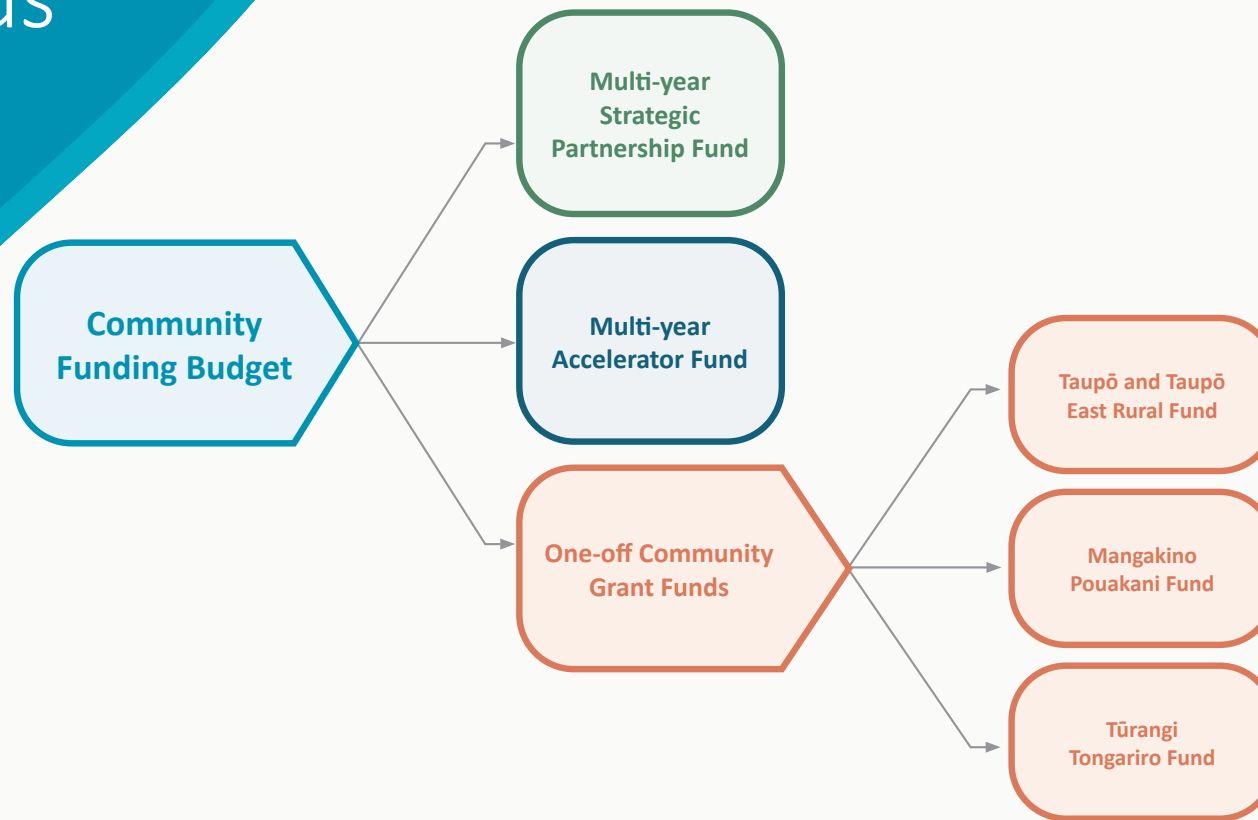 Multi-year
Strategic
Partnership Fund
Community
Funding Budget
Multi-year
Accelerator Fund
One-off Community
Grant Funds
Taupō and Taupō
East Rural Fund
Mangakino
Pouakani Fund
Tūrangi
Tongariro Fund